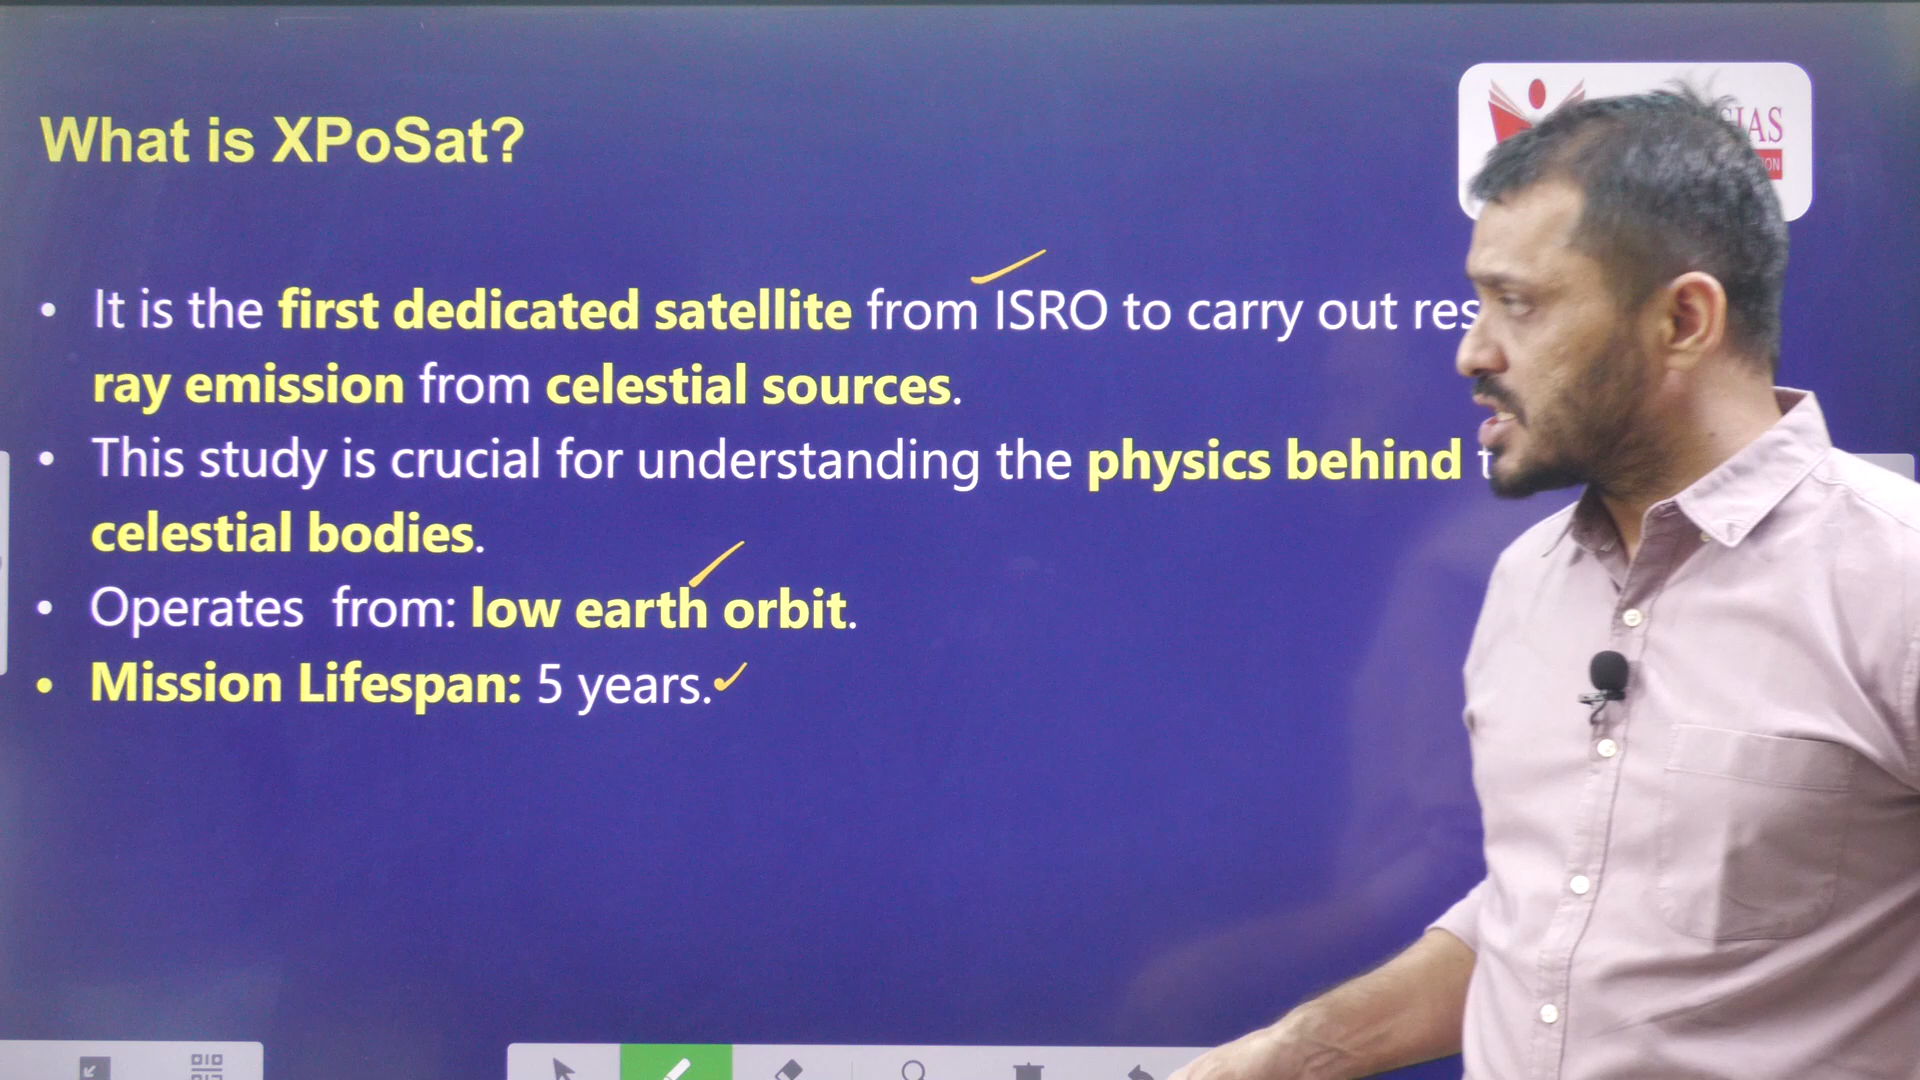 What is XPoSat?
SIAS
ION
• It is the first dedicated satellite from ISRO to carry out res
ray emission from celestial sources.
• This study is crucial for understanding the physics behind t
celestial bodies.
• Operates from: low earth orbit.
• Mission Lifespan: 5 years.